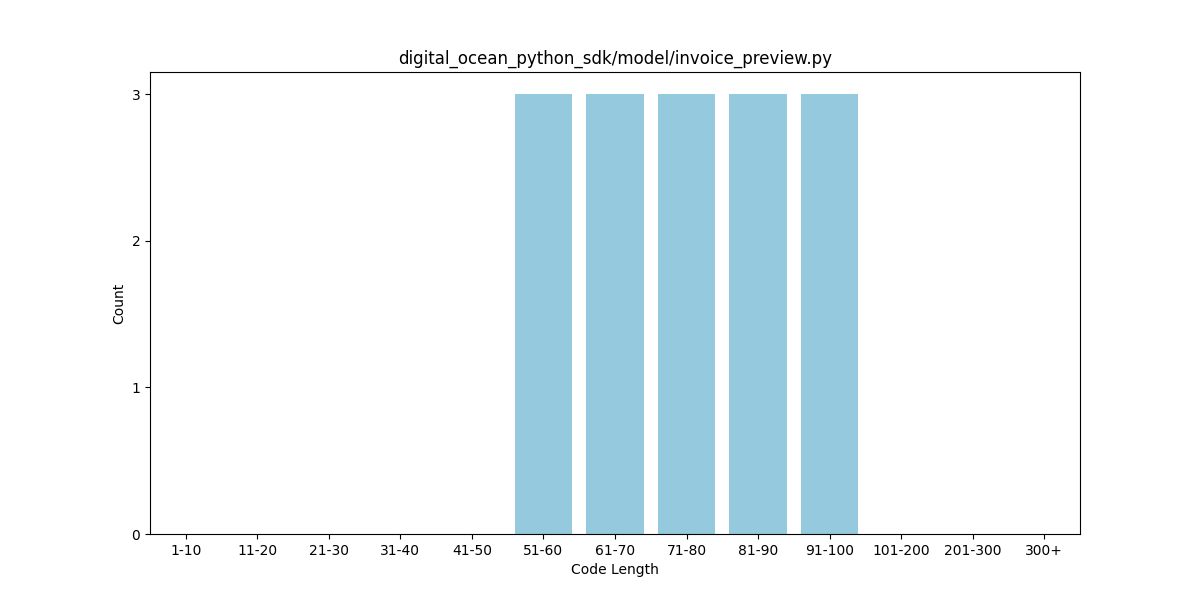 digital_ocean_python_sdk/model/invoice_preview.py
3
2
1
0
Count
1-10 11-20 21-30 31-40 41-50 51-60 61-70 71-80 81-90 91-100 101-200 201-300 300+
Code Length